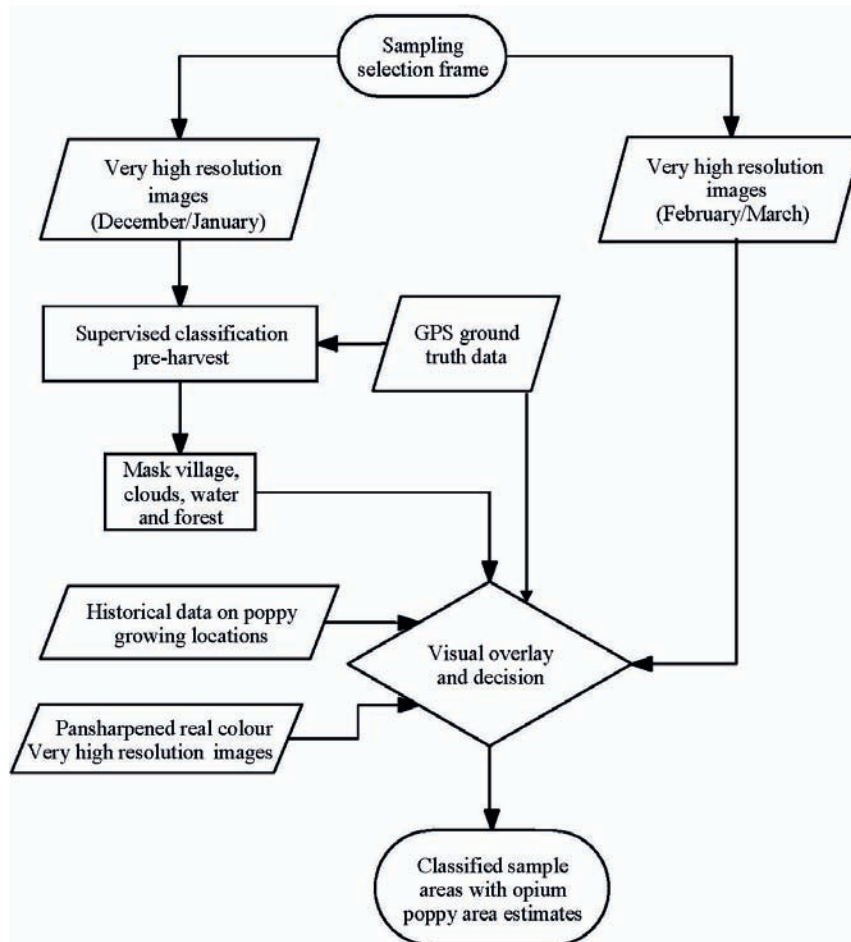 Sampling
selection frame
Very high resolution
images
(December/January)
Very high resolution
images
(February/March)
Supervised classification
pre-harvest
GPS ground
truth data
Mask village,
clouds, water
and forest
Historical data on poppy
growing locations
Visual overlay
and decision
Pansharpened real colour
Very high resolution images
Classified sample
areas with opium
poppy area estimates